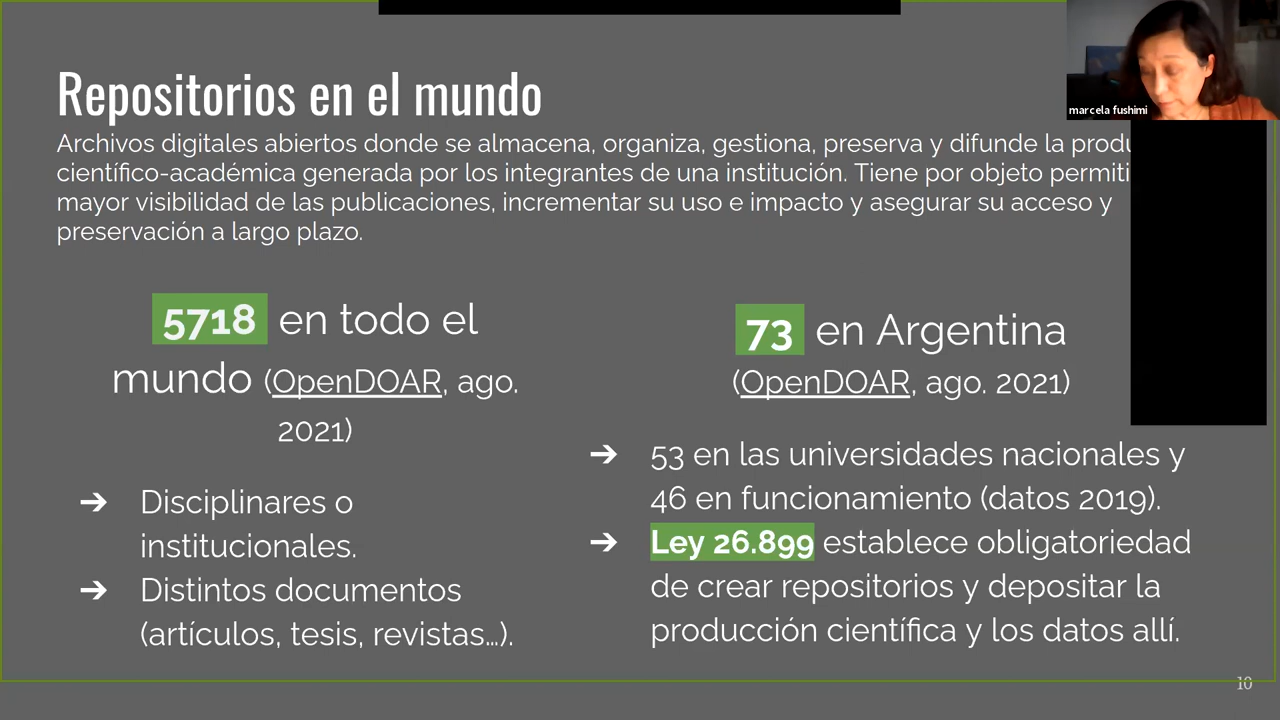 Repositorios en el mundo
marcela fushimi
Archivos digitales abiertos donde se almacena, organiza, gestiona, preserva y difunde la
científico-académica generada por los integrantes de una institución. Tiene por objeto
mayor visibilidad de las publicaciones, incrementar su uso e impacto y asegurar su acceso y
preservación a largo plazo.
5718 en todo el
mundo (OpenDOAR, ago.
2021)
➔ Disciplinares o
institucionales.
➔ Distintos documentos
(artículos, tesis, revistas…).
73 en Argentina
(OpenDOAR, ago. 2021)
➔ 53 en las universidades nacionales y
46 en funcionamiento (datos 2019).
➔ Ley 26.899 establece obligatoriedad
de crear repositorios y depositar la
producción científica y los datos allí.
10